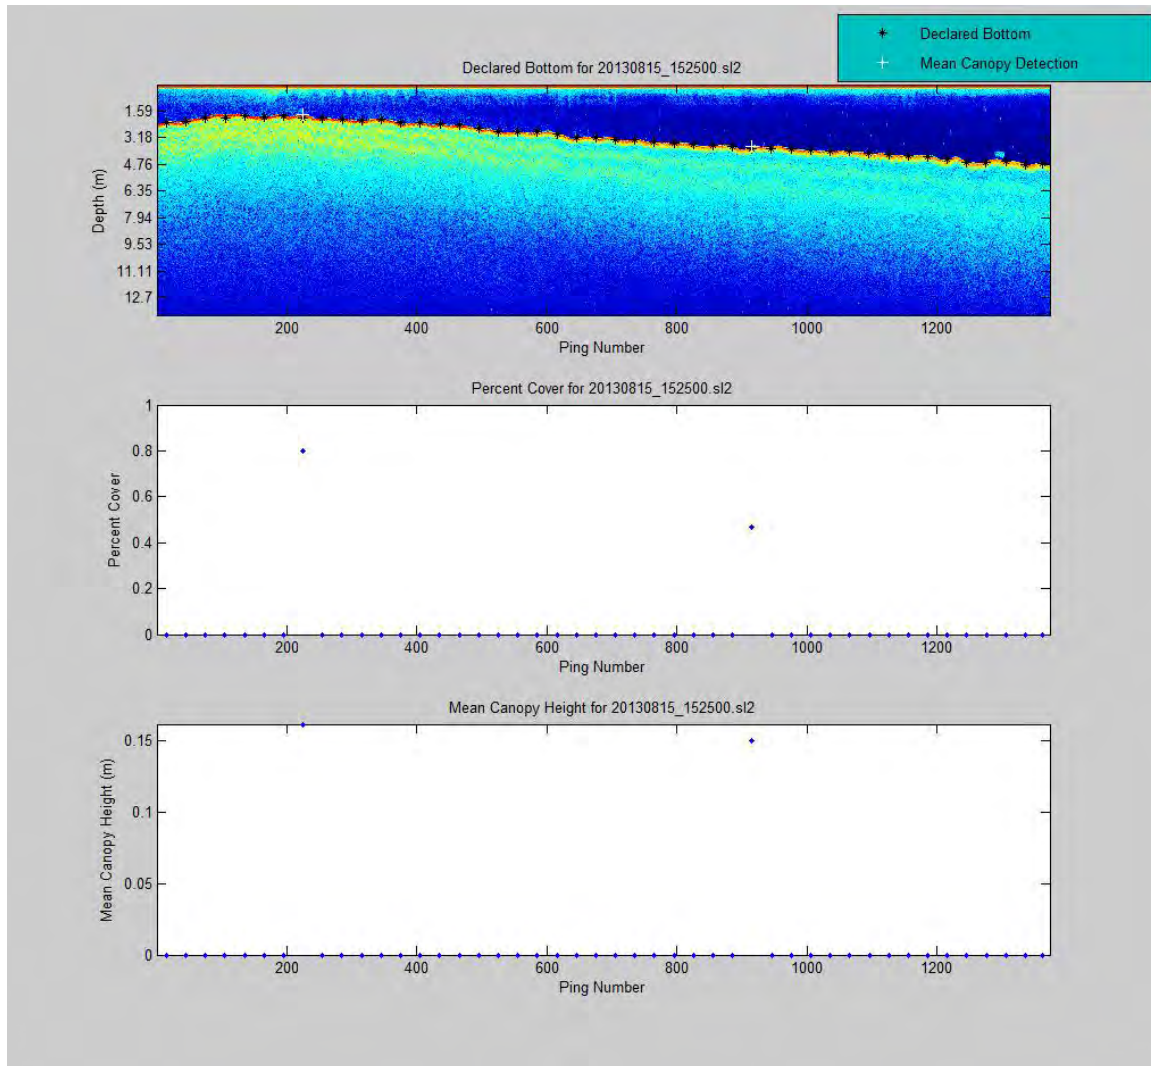 Declared Bottom
Mean Canopy Detection
Declared Bottom for 20130815_152500.sl2
Depth (m)
1.59
3.18
4.76
6.35
7.94
9.53
11.11
12.7
200 400 600 800 1000 1200
Ping Number
Percent Cover for 20130815_152500.sl2
Percent Cover
1
0.8
0.6
0.4
0.2
0
200 400 600 800 1000 1200
Ping Number
Mean Canopy Height for 20130815_152500.sl2
Mean Canopy Height (m)
0.15
0.1
0.05
0
200 400 600 800 1000 1200
Ping Number